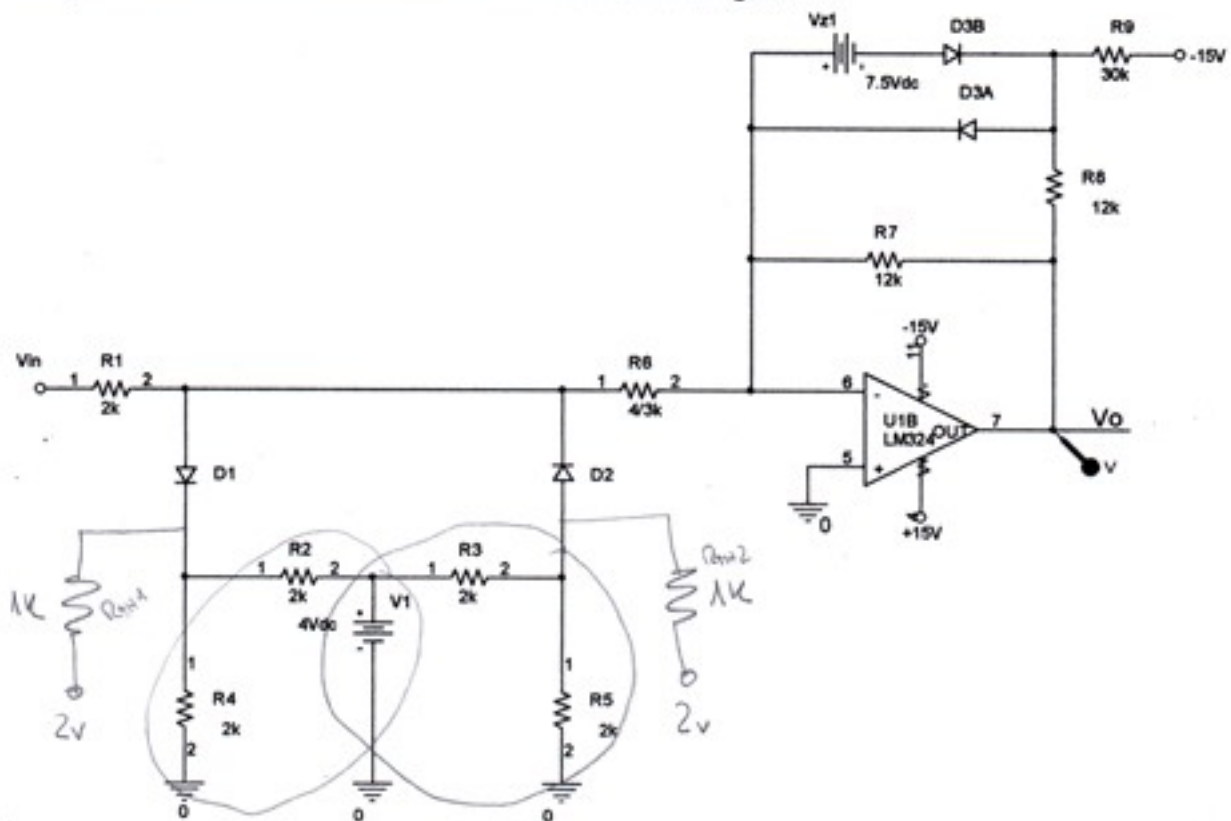 Vz1 D3B R9
+ - -15V
7.5Vdc 30k
D3A
R8
12k
R7
12k
-15V
11
Vin R1 R6
1 2 1 2 6 -
2k 4/3k
U1B 7 Vo
LM324 OUT
D1 D2 5 + V
0
+15V
R2 R3
1 2 1 2
1k 2k V1 2k 1k
4Vdc +
-
1 1
R4 R5
2v 2k 2k 2v
2 2
0 0 0